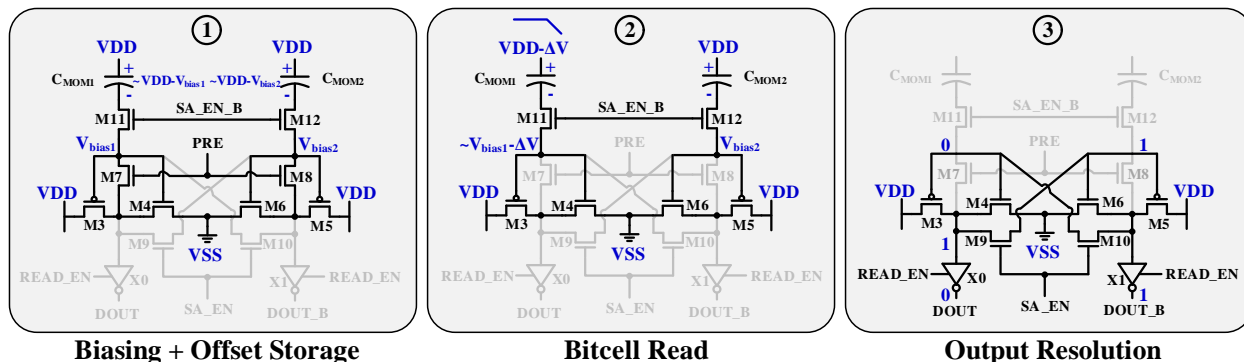 1
VDD
VDD
+
+
C_MOM1
~VDD-V_bias1
~VDD-V_bias2
C_MOM2
-
-
M11
SA_EN_B
M12
V_bias1
PRE
V_bias2
M7
M8
VDD
VDD
M3
M4
M6
M5
M9
VSS
M10
READ_EN
X0
X1
READ_EN
SA_EN
DOUT
DOUT_B
Biasing + Offset Storage
2
VDD-ΔV
VDD
+
+
C_MOM1
C_MOM2
-
-
M11
SA_EN_B
M12
~V_bias1-ΔV
PRE
V_bias2
M7
M8
VDD
VDD
M3
M4
M6
M5
M9
VSS
M10
READ_EN
X0
X1
READ_EN
SA_EN
DOUT
DOUT_B
Bitcell Read
3
C_MOM1
C_MOM2
M11
SA_EN_B
M12
0
PRE
1
M7
M8
VDD
VDD
M3
M4
M6
M5
M9
VSS
M10
1
READ_EN
X0
X1
READ_EN
0
SA_EN
1
DOUT
DOUT_B
Output Resolution